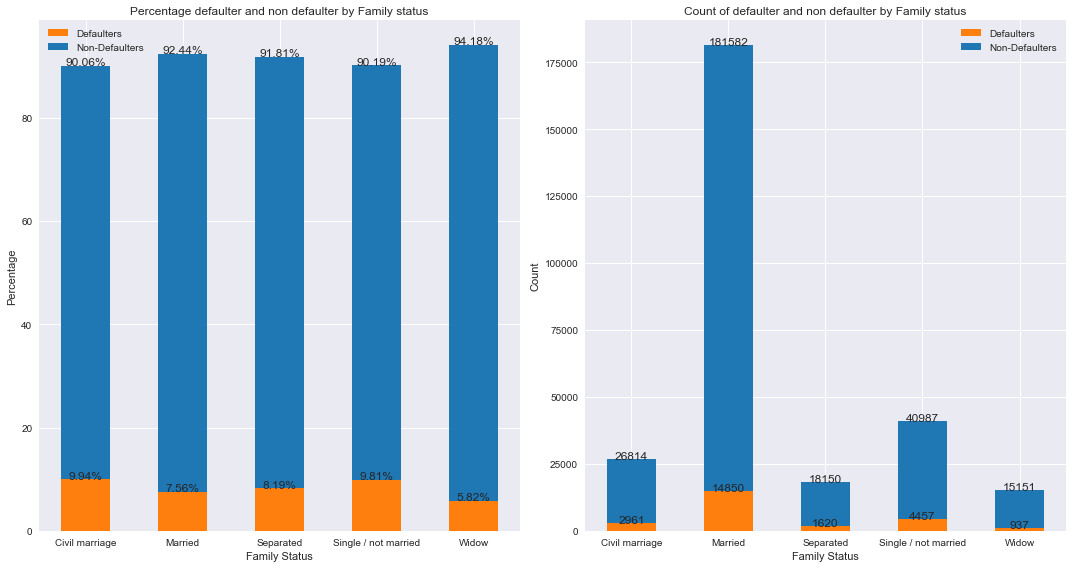 Percentage defaulter and non defaulter by Family status
Defaulters
Non-Defaulters
90.06%
92.44%
91.81%
90.19%
94.18%
9.94%
7.56%
8.19%
9.81%
5.82%
80
60
40
20
0
Percentage
Civil marriage
Married
Separated
Single / not married
Widow
Family Status
Count of defaulter and non defaulter by Family status
Defaulters
Non-Defaulters
181582
26814
18150
40987
15151
2961
14850
1620
4457
937
175000
150000
125000
100000
75000
50000
25000
0
Count
Civil marriage
Married
Separated
Single / not married
Widow
Family Status